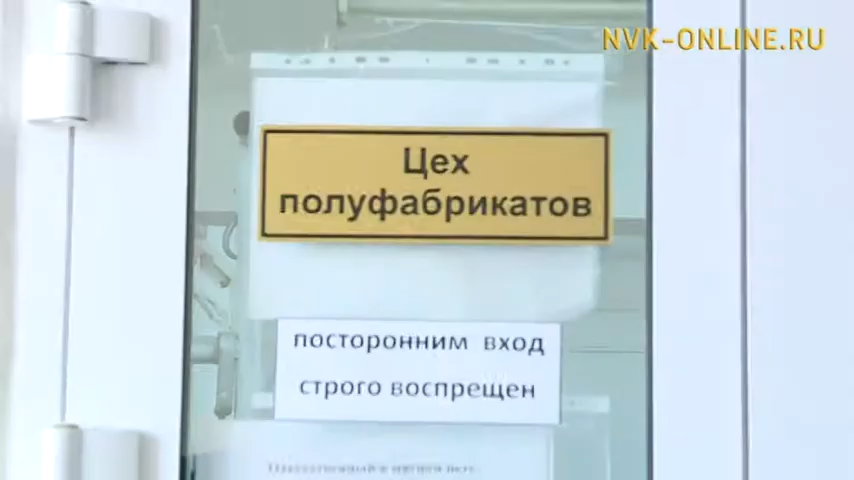 NVK-ONLINE.RU
Цех
полуфабрикатов
посторонним вход
строго воспрещен